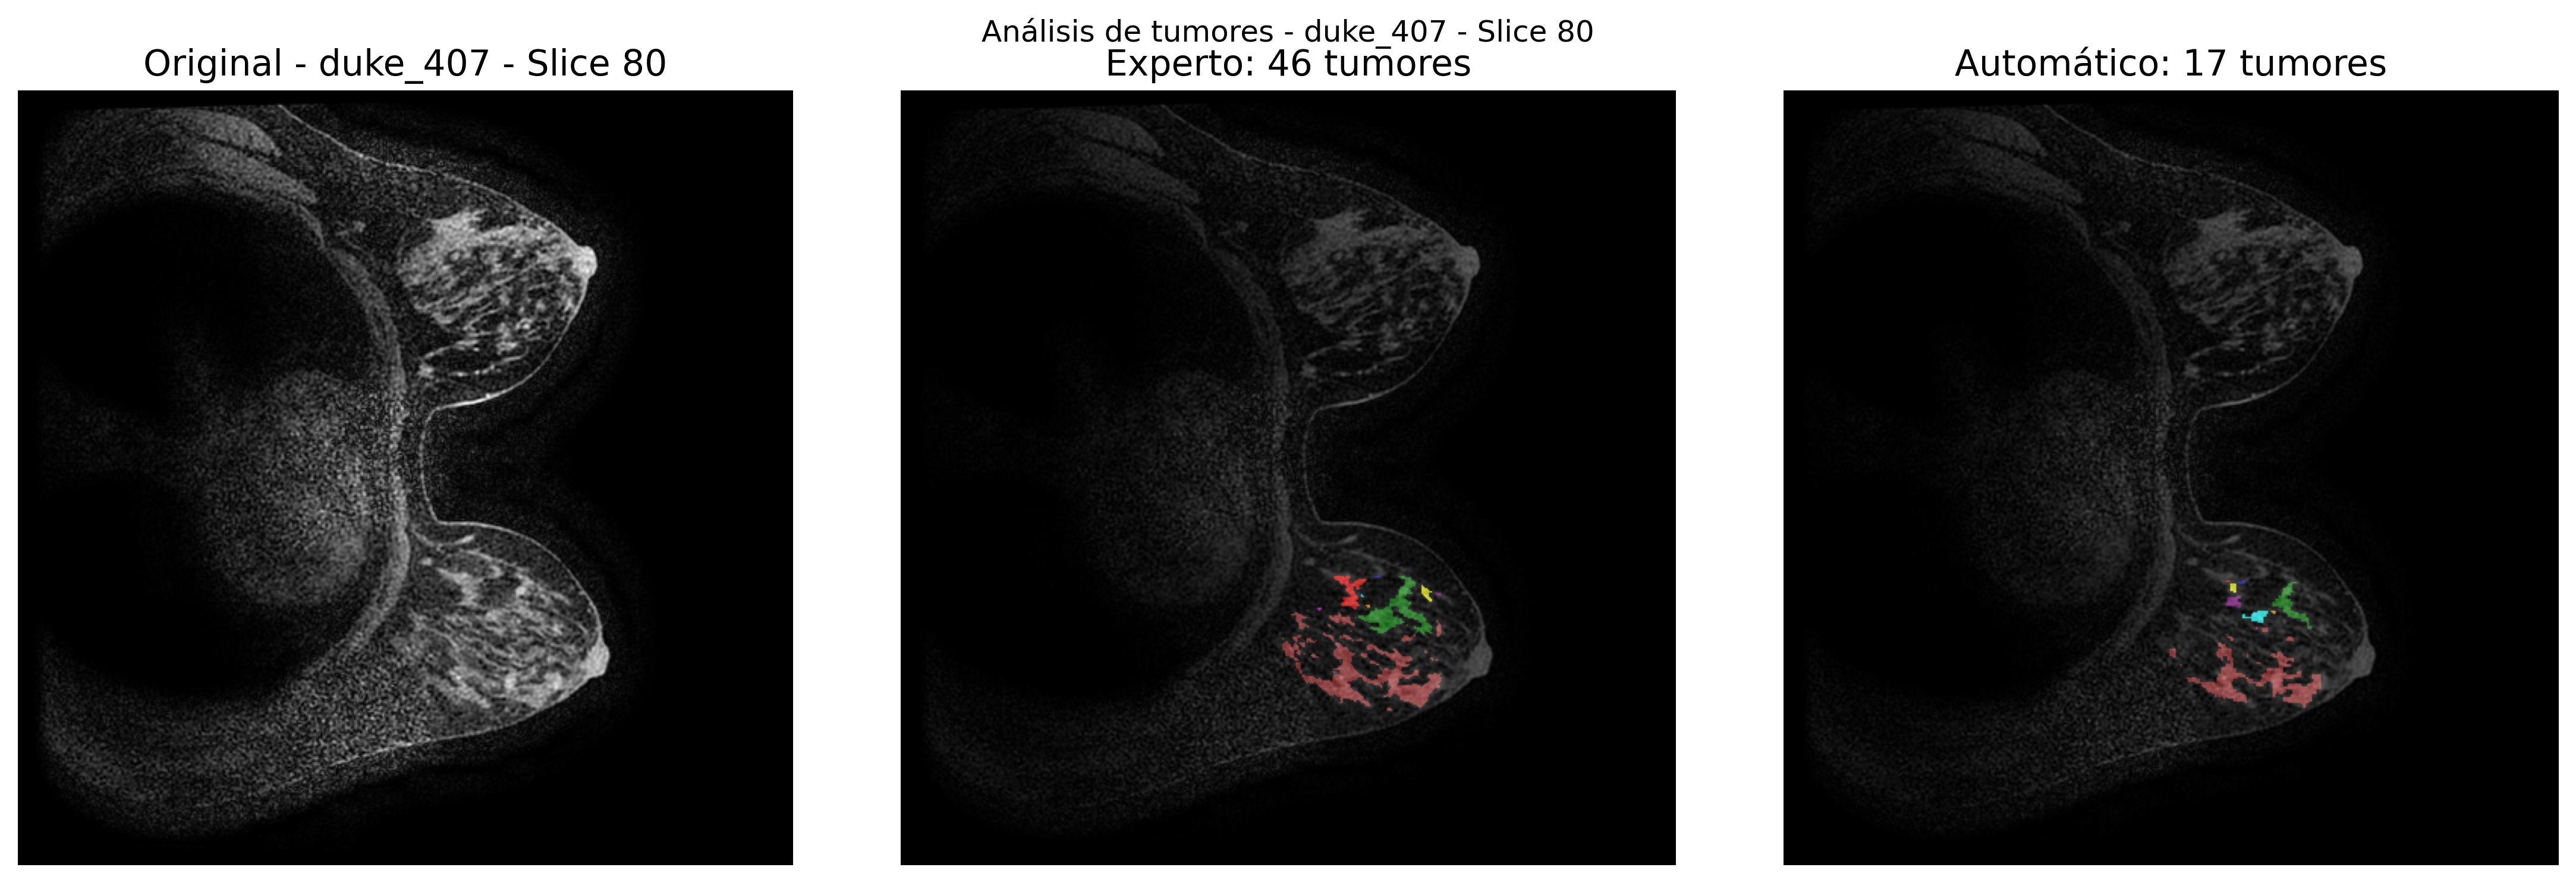 Análisis de tumores - duke_407 - Slice 80
Original - duke_407 - Slice 80
Experto: 46 tumores
Automático: 17 tumores